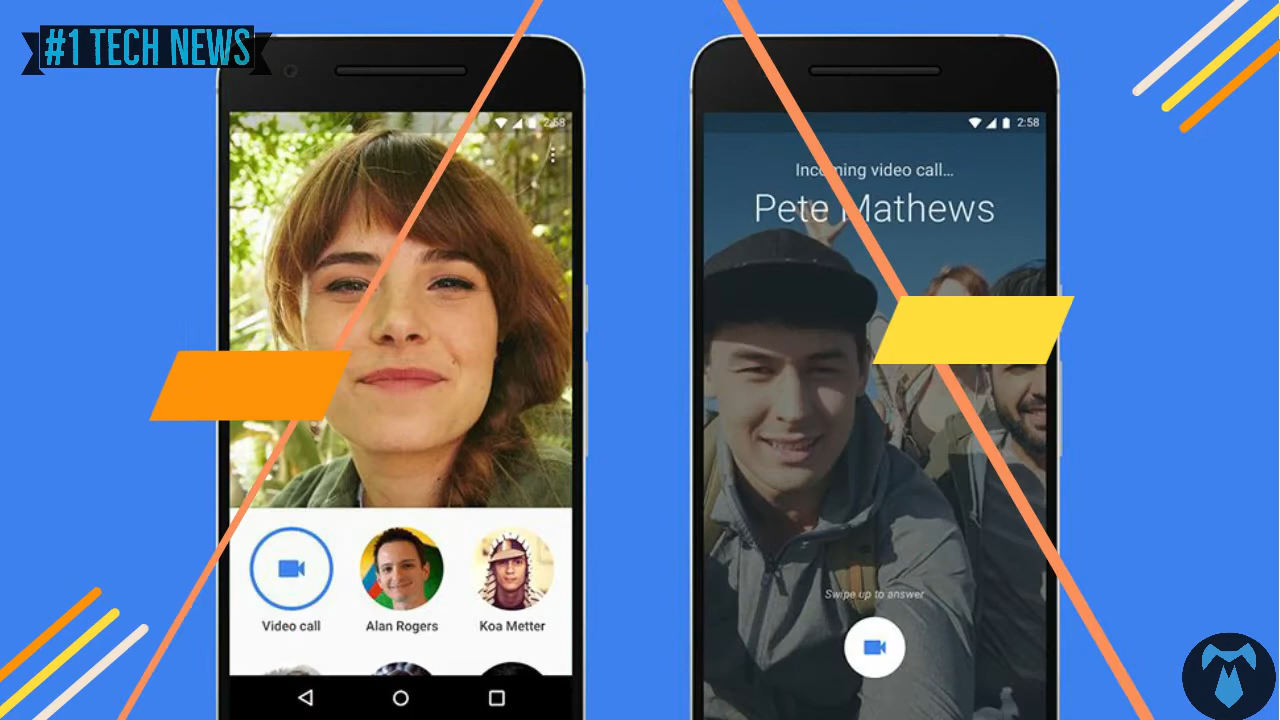 #1 TECH NEWS
2:58
Video call
Alan Rogers
Koa Metter
2:58
Incoming video call...
Pete Mathews
Swipe up to answer